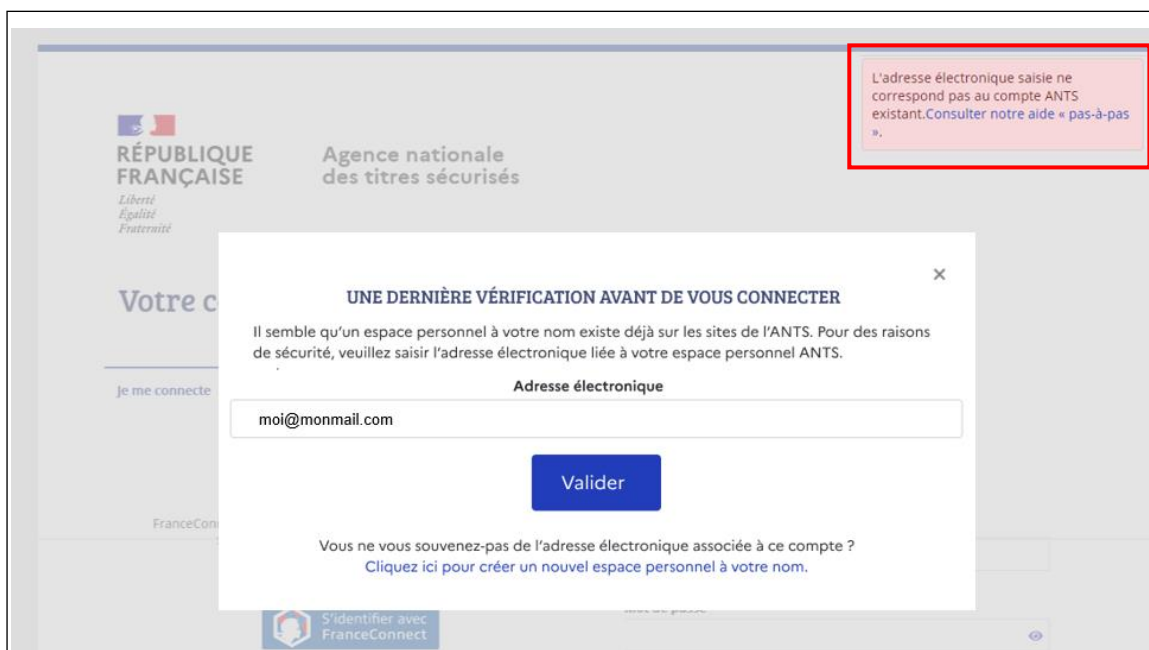 L'adresse électronique saisie ne
correspond pas au compte ANTS
existant.Consulter notre aide « pas-à-pas
».
RÉPUBLIQUE
FRANÇAISE
Liberté
Égalité
Fraternité
Agence nationale
des titres sécurisés
Votre c
UNE DERNIÈRE VÉRIFICATION AVANT DE VOUS CONNECTER
Il semble qu'un espace personnel à votre nom existe déjà sur les sites de l'ANTS. Pour des raisons
de sécurité, veuillez saisir l'adresse électronique liée à votre espace personnel ANTS.
Je me connecte
Adresse électronique
moi@monmail.com
Valider
FranceCon
Vous ne vous souvenez-pas de l'adresse électronique associée à ce compte ?
Cliquez ici pour créer un nouvel espace personnel à votre nom.
S'identifier avec
FranceConnect